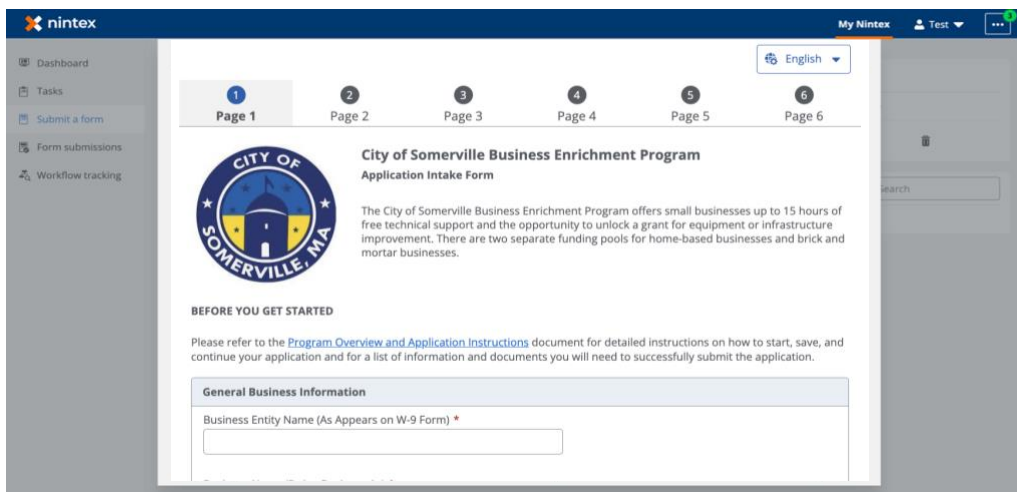 nintex
My Nintex
Test
3
Dashboard
Tasks
Submit a form
Form submissions
Workflow tracking
English
1
Page 1
2
Page 2
3
Page 3
4
Page 4
5
Page 5
6
Page 6
CITY OF
SOMERVILLE, MA
City of Somerville Business Enrichment Program
Application Intake Form
The City of Somerville Business Enrichment Program offers small businesses up to 15 hours of
free technical support and the opportunity to unlock a grant for equipment or infrastructure
improvement. There are two separate funding pools for home-based businesses and brick and
mortar businesses.
earch
BEFORE YOU GET STARTED
Please refer to the Program Overview and Application Instructions document for detailed instructions on how to start, save, and
continue your application and for a list of information and documents you will need to successfully submit the application.
General Business Information
Business Entity Name (As Appears on W-9 Form) *